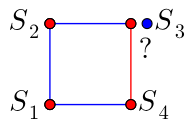 S₂ S₃
?
S₁ S₄